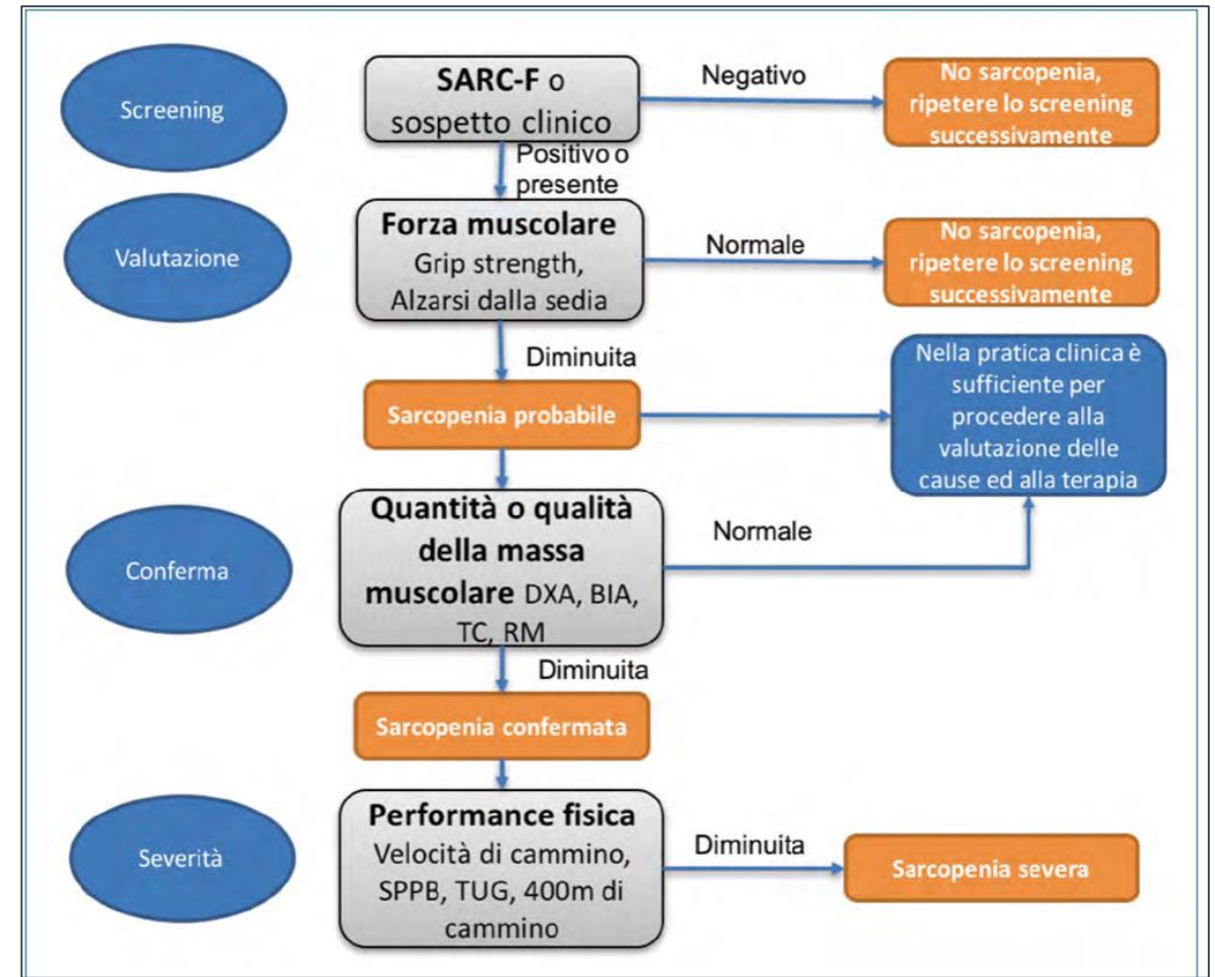 Screening
SARC-F o
sospetto clinico
Negativo
No sarcopenia,
ripetere lo screening
successivamente
Positivo o
presente
Valutazione
Forza muscolare
Grip strength,
Alzarsi dalla sedia
Normale
No sarcopenia,
ripetere lo screening
successivamente
Diminuita
Sarcopenia probabile
Nella pratica clinica è
sufficiente per
procedere alla
valutazione delle
cause ed alla terapia
Conferma
Quantità o qualità
della massa
muscolare DXA, BIA,
TC, RM
Normale
Diminuita
Sarcopenia confermata
Severità
Performance fisica
Velocità di cammino,
SPPB, TUG, 400m di
cammino
Diminuita
Sarcopenia severa